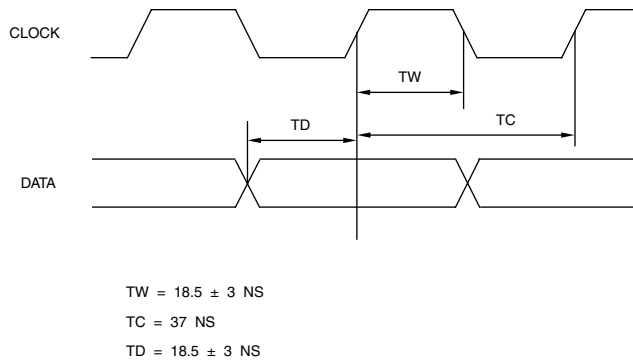 CLOCK
TW
TD
TC
DATA
TW = 18.5 ± 3 NS
TC = 37 NS
TD = 18.5 ± 3 NS